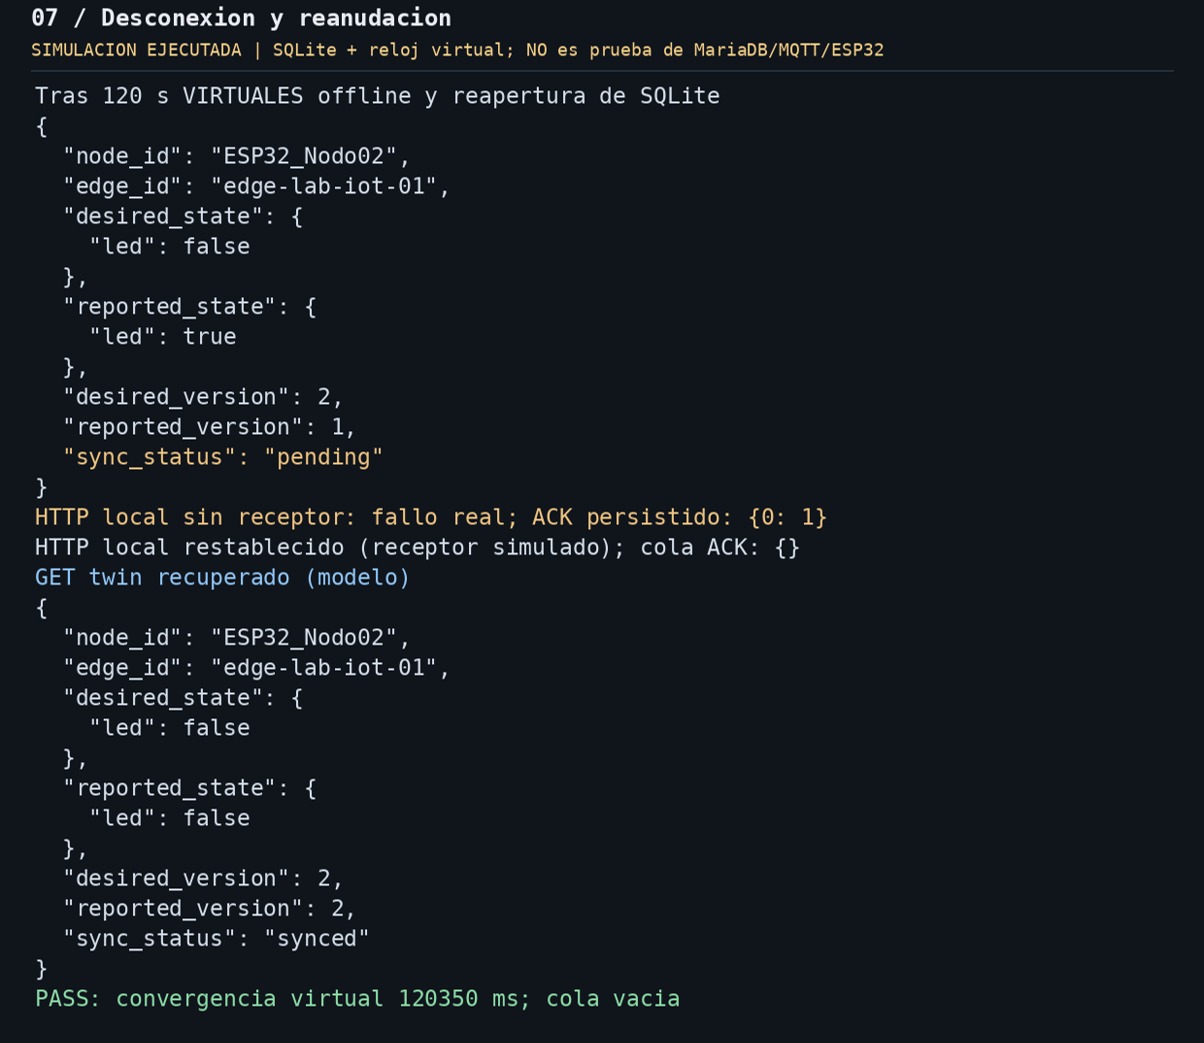 07 / Desconexion y reanudacion
SIMULACION EJECUTADA | SQLite + reloj virtual; NO es prueba de MariaDB/MQTT/ESP32
Tras 120 s VIRTUALES offline y reapertura de SQLite
{
  "node_id": "ESP32_Nodo02",
  "edge_id": "edge-lab-iot-01",
  "desired_state": {
    "led": false
  },
  "reported_state": {
    "led": true
  },
  "desired_version": 2,
  "reported_version": 1,
  "sync_status": "pending"
}
HTTP local sin receptor: fallo real; ACK persistido: {0: 1}
HTTP local restablecido (receptor simulado); cola ACK: {}
GET twin recuperado (modelo)
{
  "node_id": "ESP32_Nodo02",
  "edge_id": "edge-lab-iot-01",
  "desired_state": {
    "led": false
  },
  "reported_state": {
    "led": false
  },
  "desired_version": 2,
  "reported_version": 2,
  "sync_status": "synced"
}
PASS: convergencia virtual 120350 ms; cola vacia